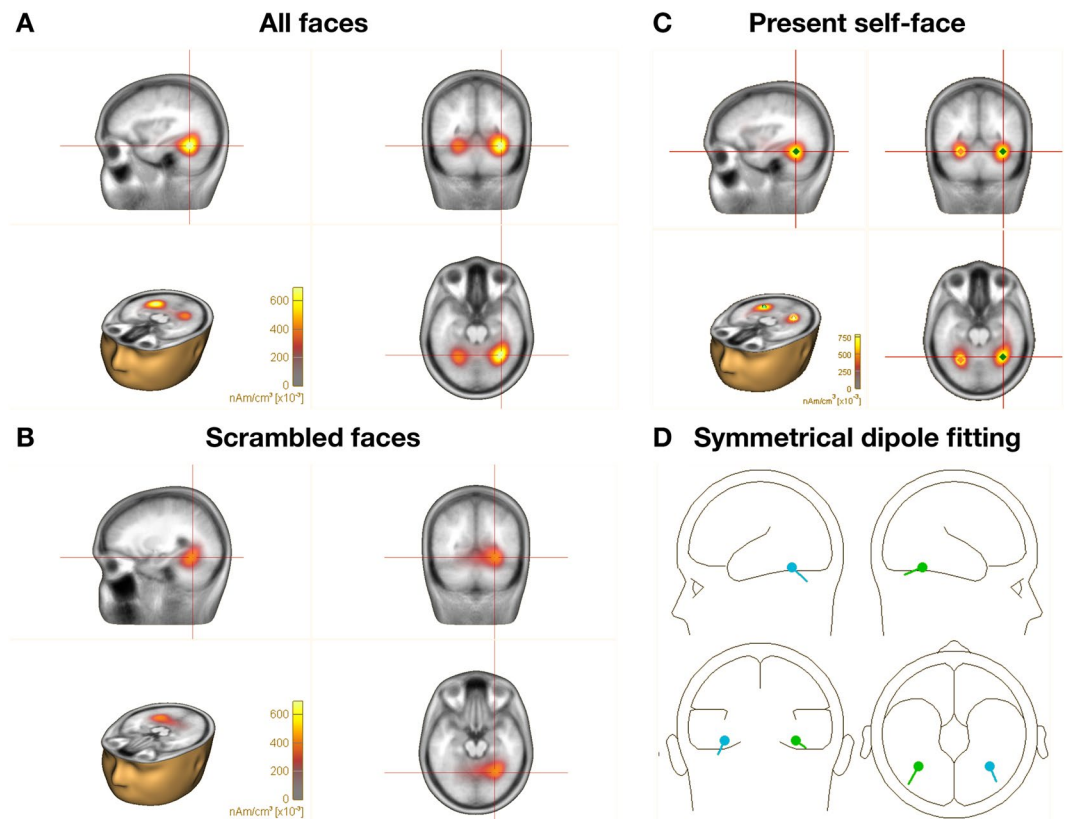 A All faces
600
400
200
0
nAm/cm³ [x10⁻³]
B Scrambled faces
600
400
200
0
nAm/cm³ [x10⁻³]
C Present self-face
750
500
250
0
nAm/cm³ [x10⁻³]
D Symmetrical dipole fitting